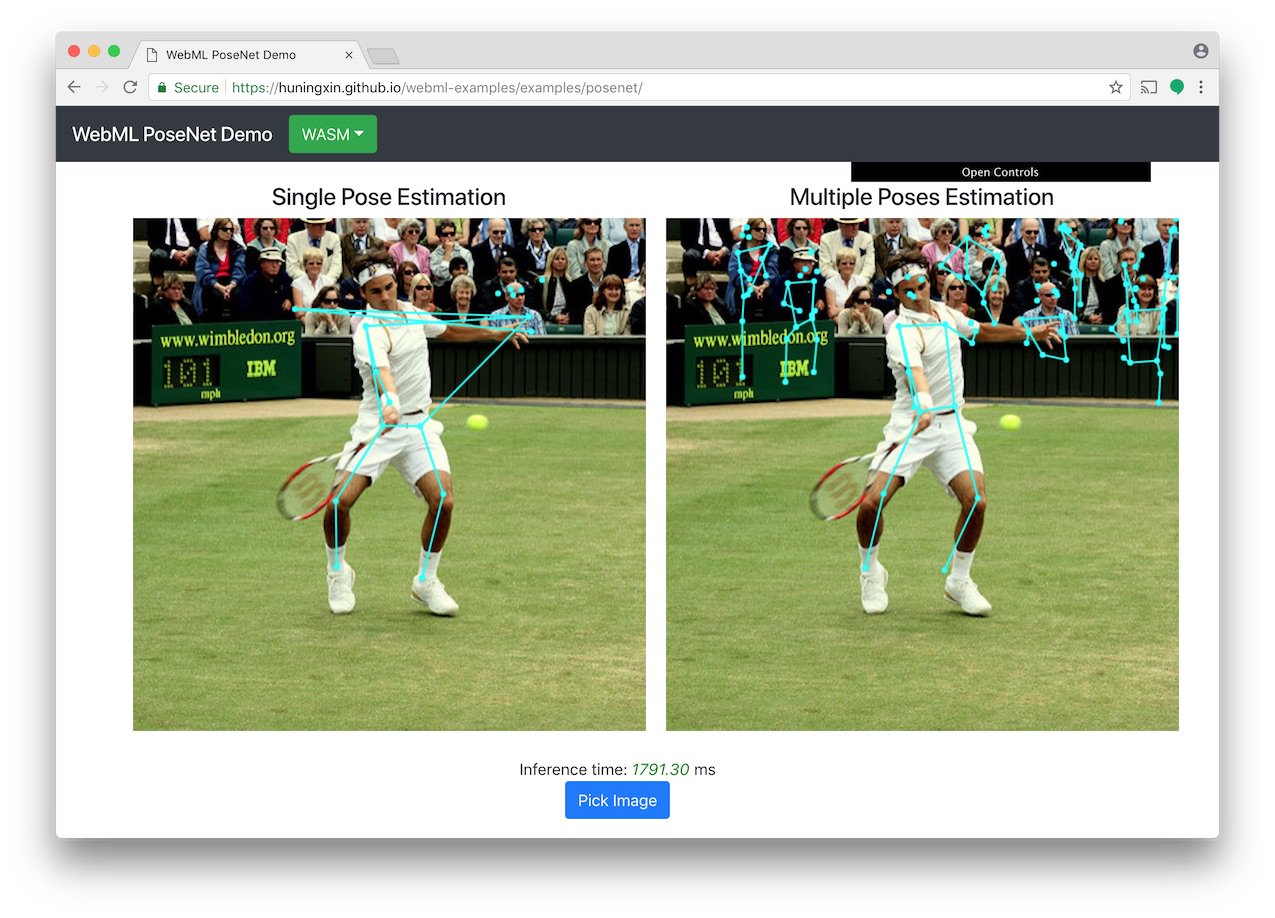 WebML PoseNet Demo
Secure https://huningxin.github.io/webml-examples/examples/posenet/
WebML PoseNet Demo WASM
Open Controls
Single Pose Estimation
Multiple Poses Estimation
www.wimbledon.org
101
IBM
mph
www.wimbledon.org
101
IBM
mph
Inference time: 1791.30 ms
Pick Image